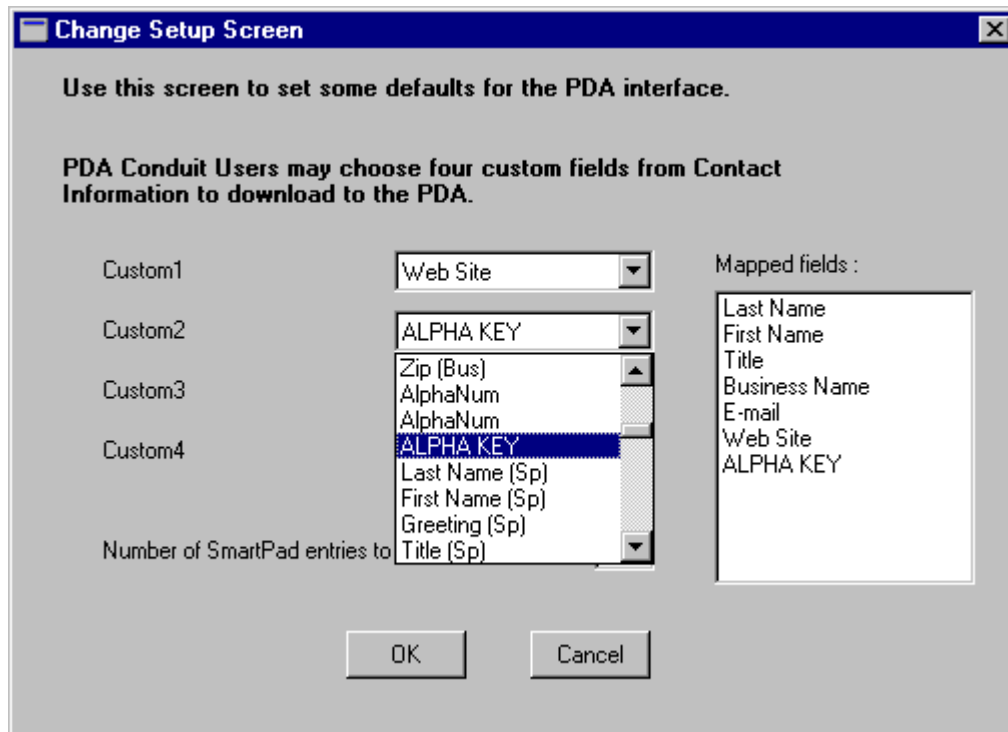 Change Setup Screen
Use this screen to set some defaults for the PDA interface.
PDA Conduit Users may choose four custom fields from Contact
Information to download to the PDA.
Custom1
Web Site
Custom2
ALPHA KEY
Zip (Bus)
AlphaNum
AlphaNum
ALPHA KEY
Last Name (Sp)
First Name (Sp)
Greeting (Sp)
Title (Sp)
Custom3
Custom4
Number of SmartPad entries to
Mapped fields :
Last Name
First Name
Title
Business Name
E-mail
Web Site
ALPHA KEY
OK
Cancel